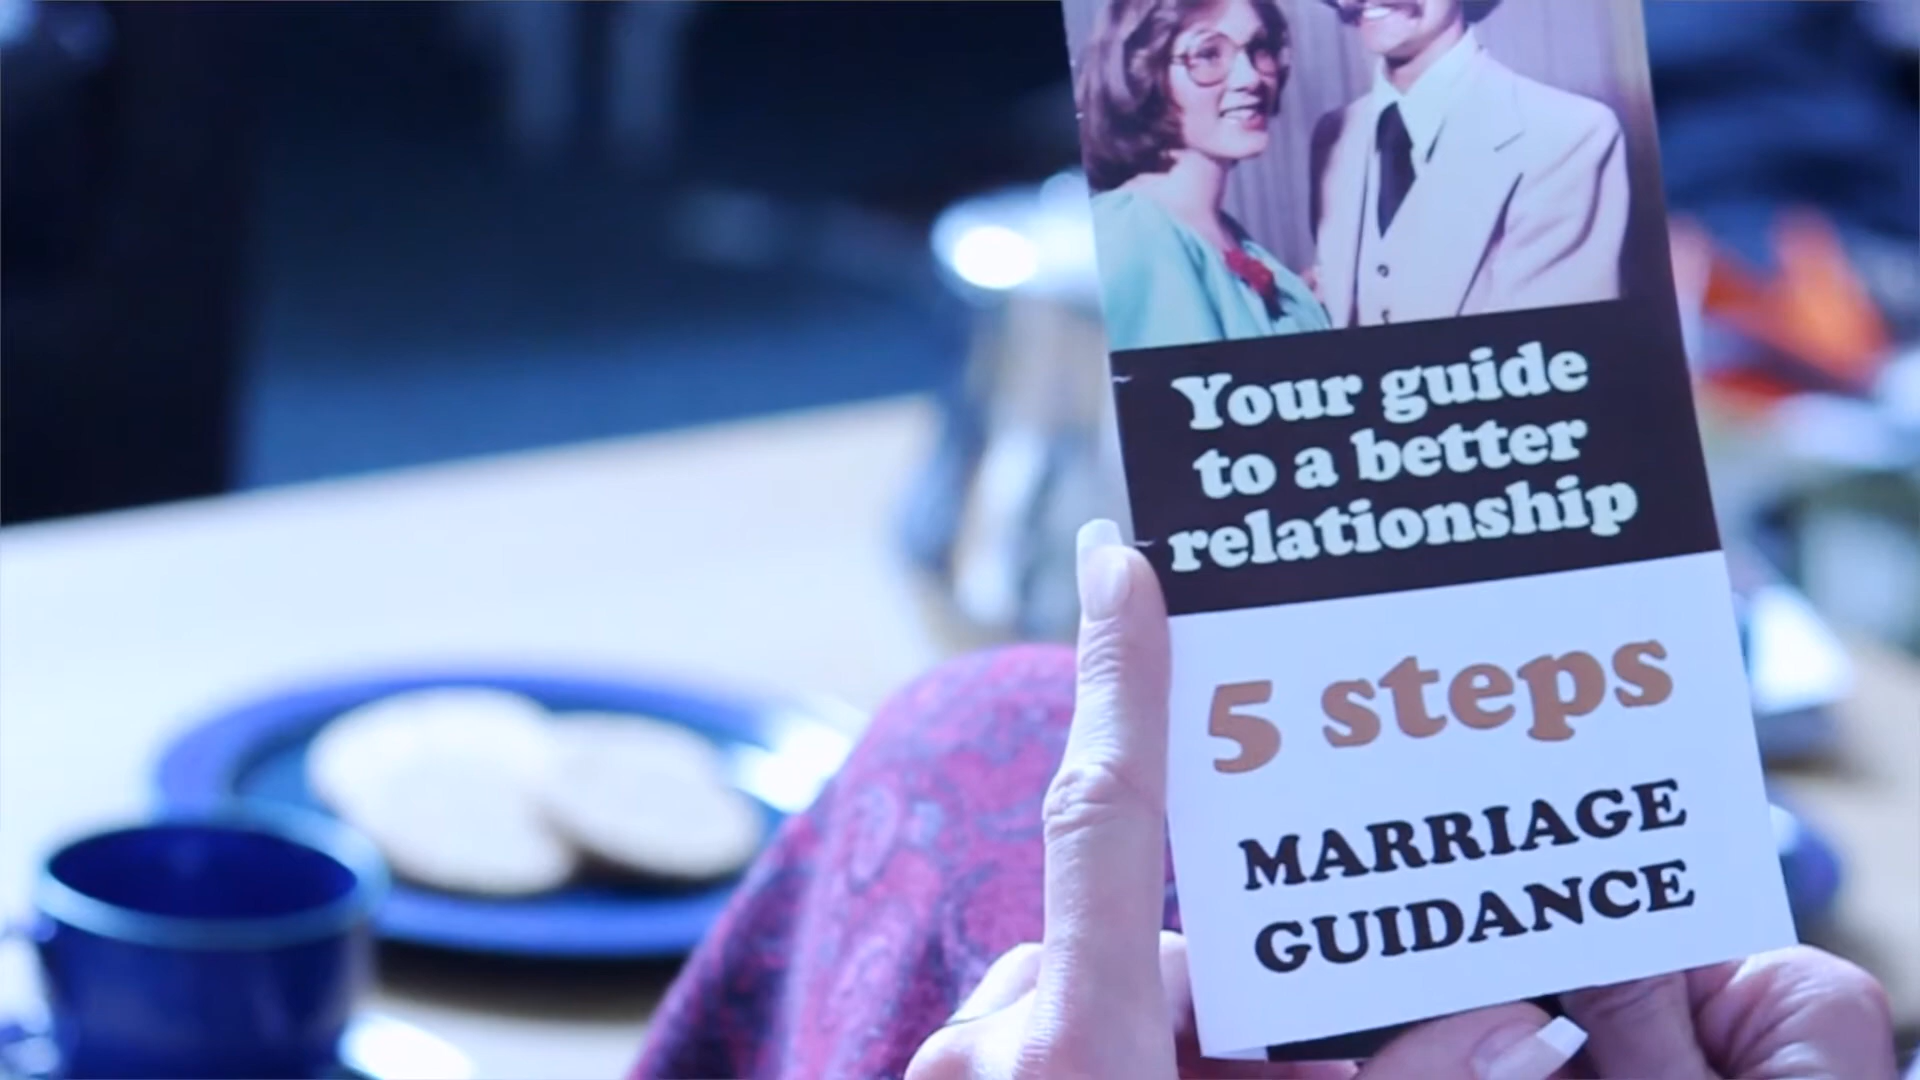 Your guide
to a better
relationship
5 steps
MARRIAGE
GUIDANCE